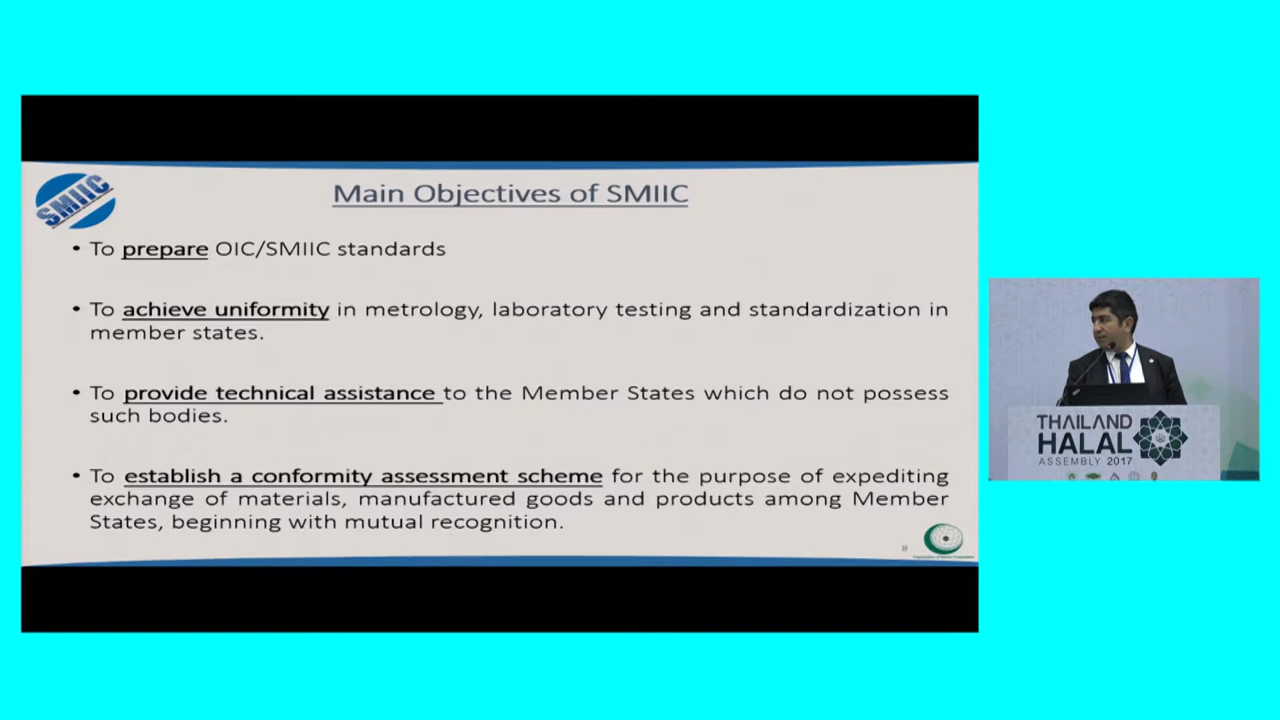 SMIIC
Main Objectives of SMIIC
• To prepare OIC/SMIIC standards
• To achieve uniformity in metrology, laboratory testing and standardization in
member states.
• To provide technical assistance to the Member States which do not possess
such bodies.
• To establish a conformity assessment scheme for the purpose of expediting
exchange of materials, manufactured goods and products among Member
States, beginning with mutual recognition.
8
THAILAND
HALAL
ASSEMBLY 2017